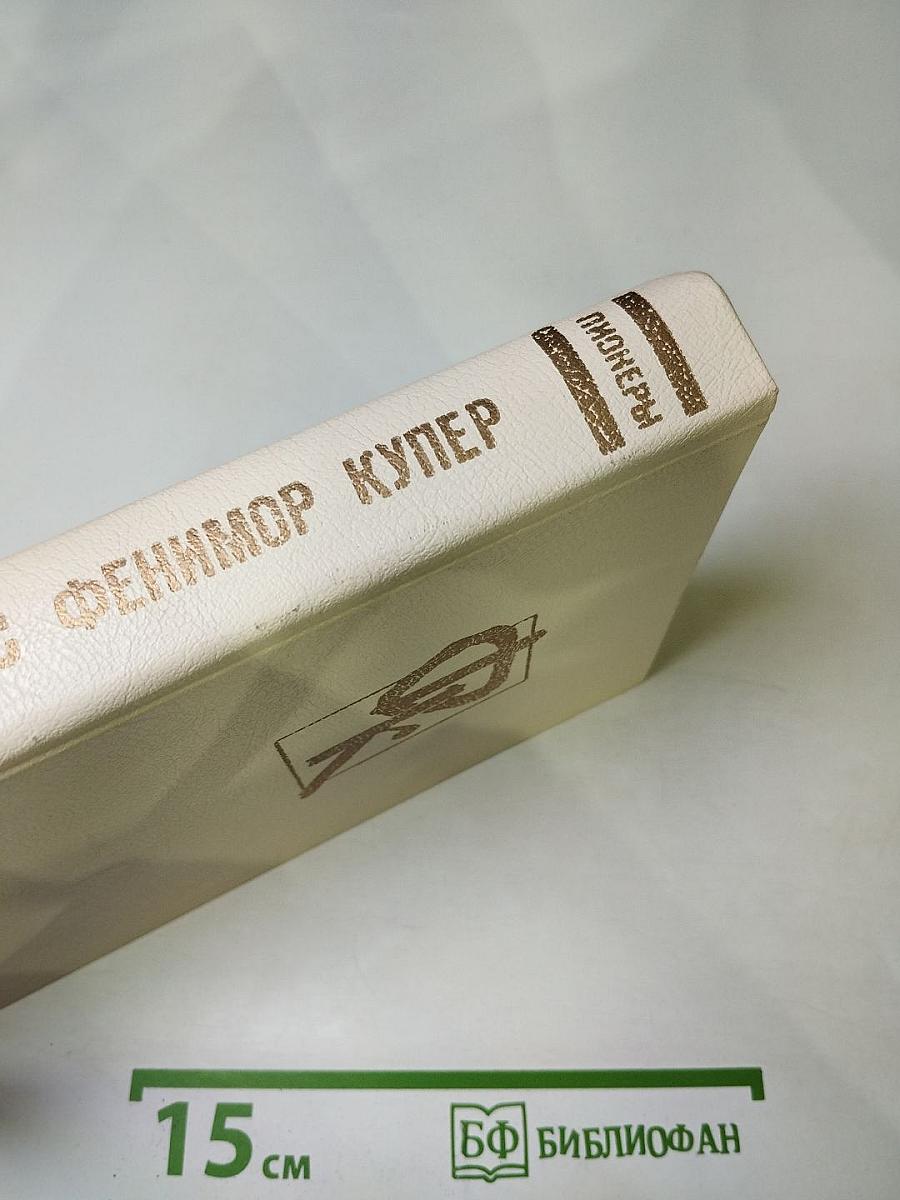 С ФЕНИМОР КУПЕР
ПИОНЕРЫ
15 см
БФ БИБЛИОФАН